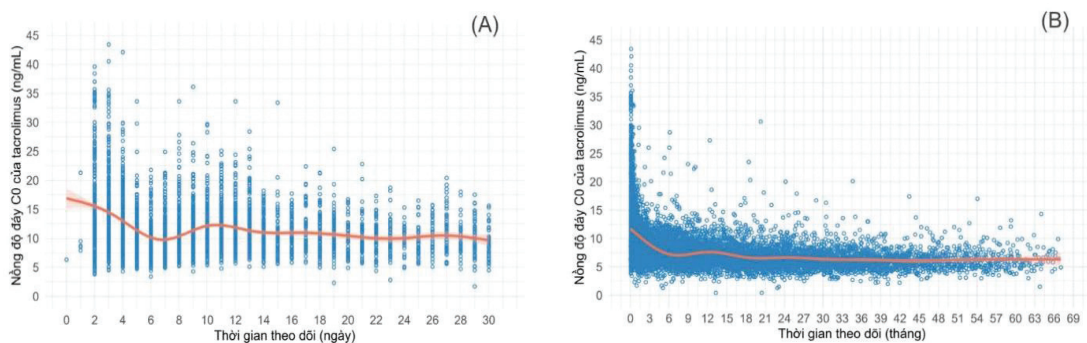 (A)
Nồng độ đáy C0 của tacrolimus (ng/mL)
45
40
35
30
25
20
15
10
5
0
0 2 4 6 8 10 12 14 16 18 20 22 24 26 28 30
Thời gian theo dõi (ngày)
(B)
Nồng độ đáy C0 của tacrolimus (ng/mL)
45
40
35
30
25
20
15
10
5
0
0 3 6 9 12 15 18 21 24 27 30 33 36 39 42 45 48 51 54 57 60 63 66 69
Thời gian theo dõi (tháng)